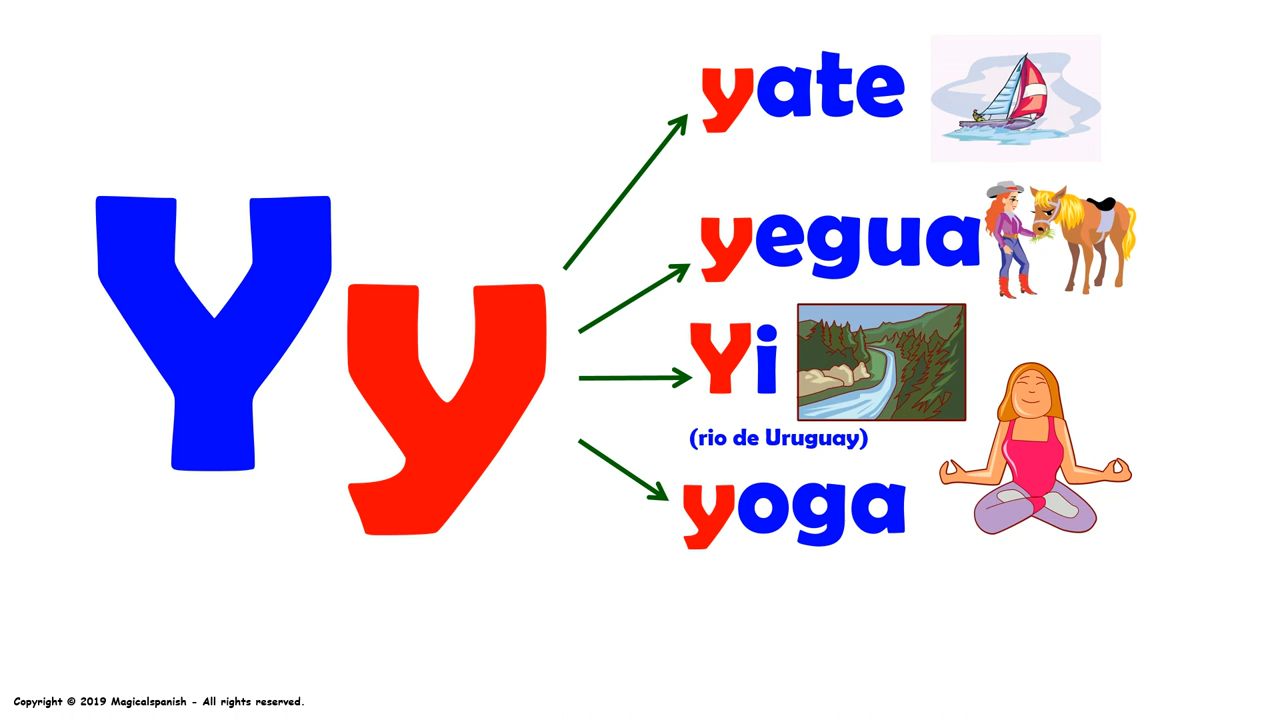 Yy
yate
yegua
Yi
(rio de Uruguay)
yoga
Copyright © 2019 Magicalspanish - All rights reserved.